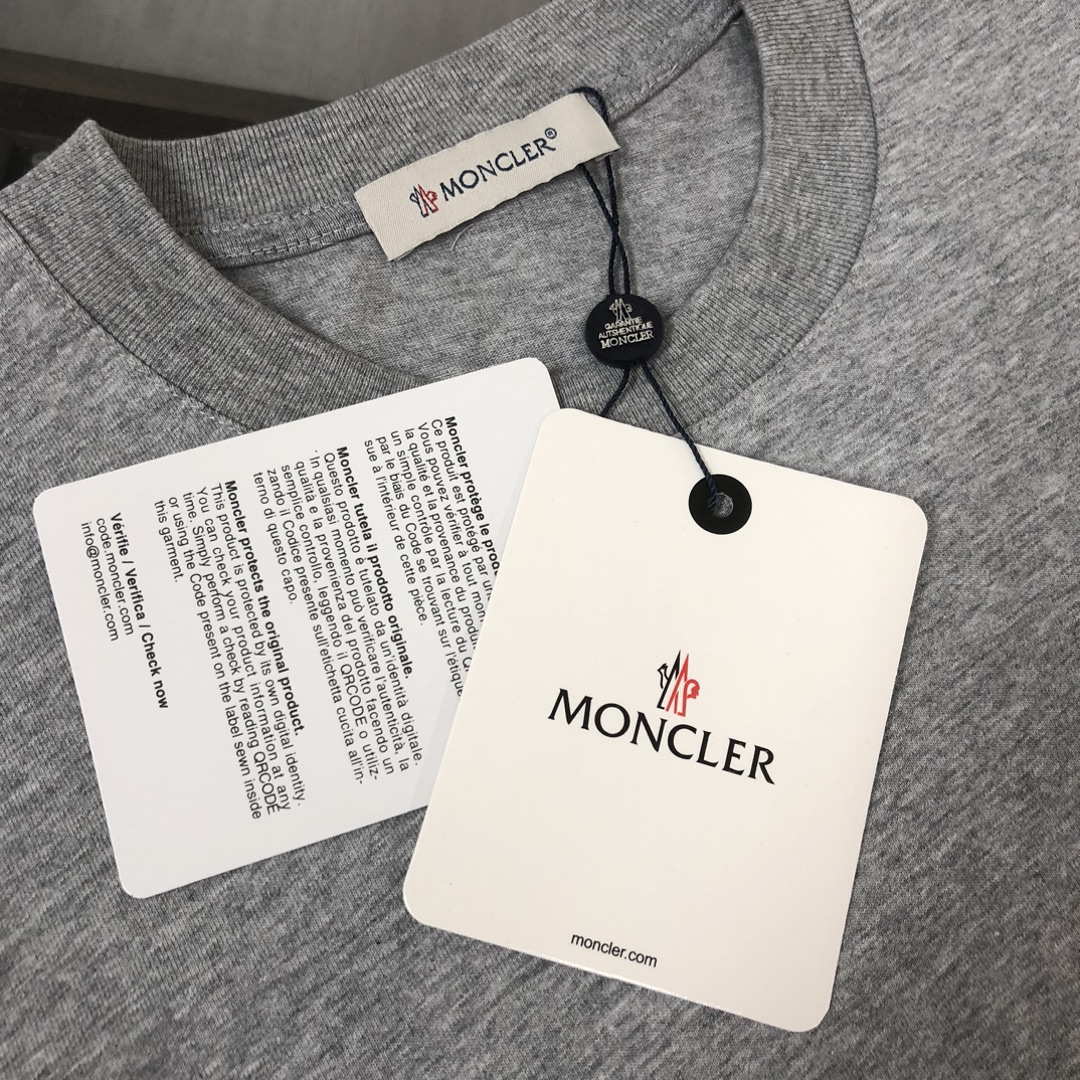 MONCLER®
GARANTIE
AUTSHENTIQUE
MONCLER
Moncler protège le prod
Ce produit est protégé par un
Vous pouvez vérifier à tout mom
la qualité et la provenance du produ
un simple contrôle par la lecture du Q
par le biais du Code se trouvant sur l'étique
sue à l'intérieur de cette pièce.
Moncler tutela il prodotto originale.
Questo prodotto è tutelato da un'identità digitale.
In qualsiasi momento può verificare l'autenticità, la
qualità e la provenienza del prodotto facendo un
semplice controllo, leggendo il QRCODE o utiliz-
zando il Codice presente sull'etichetta cucita all'in-
terno di questo capo.
Moncler protects the original product.
This product is protected by its own digital identity.
You can check your product information at any
time. Simply perform a check by reading QRCODE
or using the Code present on the label sewn inside
this garment.
Vérifie / Verifica / Check now
code.moncler.com
info@moncler.com
MONCLER
moncler.com